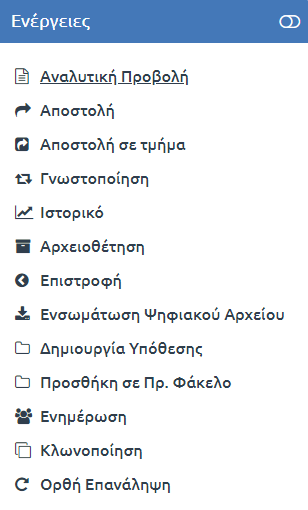 Ενέργειες
Αναλυτική Προβολή
Αποστολή
Αποστολή σε τμήμα
Γνωστοποίηση
Ιστορικό
Αρχειοθέτηση
Επιστροφή
Ενσωμάτωση Ψηφιακού Αρχείου
Δημιουργία Υπόθεσης
Προσθήκη σε Πρ. Φάκελο
Ενημέρωση
Κλωνοποίηση
Ορθή Επανάληψη